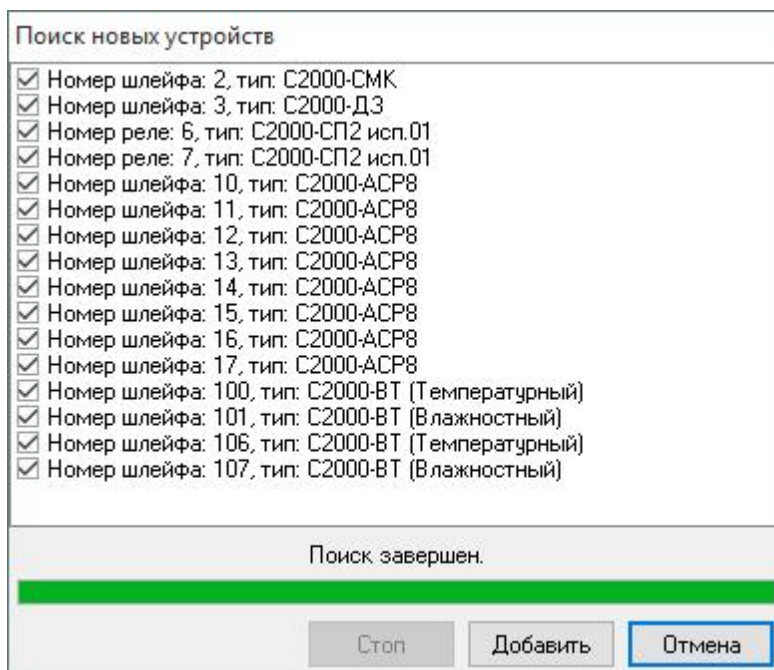 Поиск новых устройств
Номер шлейфа: 2, тип: С2000-СМК
Номер шлейфа: 3, тип: С2000-ДЗ
Номер реле: 6, тип: С2000-СП2 исп.01
Номер реле: 7, тип: С2000-СП2 исп.01
Номер шлейфа: 10, тип: С2000-АСР8
Номер шлейфа: 11, тип: С2000-АСР8
Номер шлейфа: 12, тип: С2000-АСР8
Номер шлейфа: 13, тип: С2000-АСР8
Номер шлейфа: 14, тип: С2000-АСР8
Номер шлейфа: 15, тип: С2000-АСР8
Номер шлейфа: 16, тип: С2000-АСР8
Номер шлейфа: 17, тип: С2000-АСР8
Номер шлейфа: 100, тип: С2000-ВТ (Температурный)
Номер шлейфа: 101, тип: С2000-ВТ (Влажностный)
Номер шлейфа: 106, тип: С2000-ВТ (Температурный)
Номер шлейфа: 107, тип: С2000-ВТ (Влажностный)
Поиск завершен.
Стоп Добавить Отмена